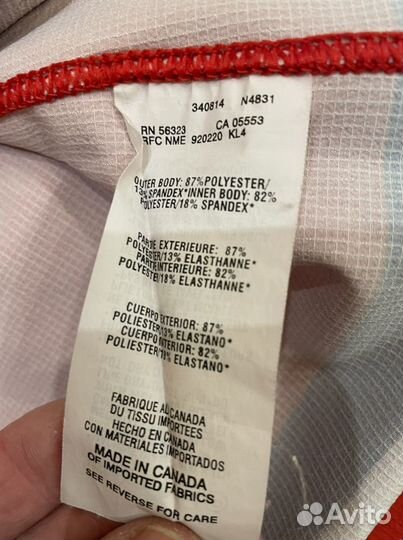 340814 N4831
RN 56323 CA 05553
RFC NME 920220 KL4
OUTER BODY: 87%POLYESTER/
13%SPANDEX*INNER BODY: 82%
POLYESTER/18% SPANDEX*
PARTIE EXTERIEURE: 87%
POLYESTER/13% ELASTHANNE*
PARTIE INTERIEURE: 82%
POLYESTER/18% ELASTHANNE*
CUERPO EXTERIOR: 87%
POLIESTER/13% ELASTANO*
CUERPO INTERIOR: 82%
POLIESTER/18% ELASTANO*
FABRIQUE AU CANADA
DU TISSU IMPORTEES
HECHO EN CANADA
CON MATERIALES IMPORTADOS
MADE IN CANADA
OF IMPORTED FABRICS
SEE REVERSE FOR CARE
Avito